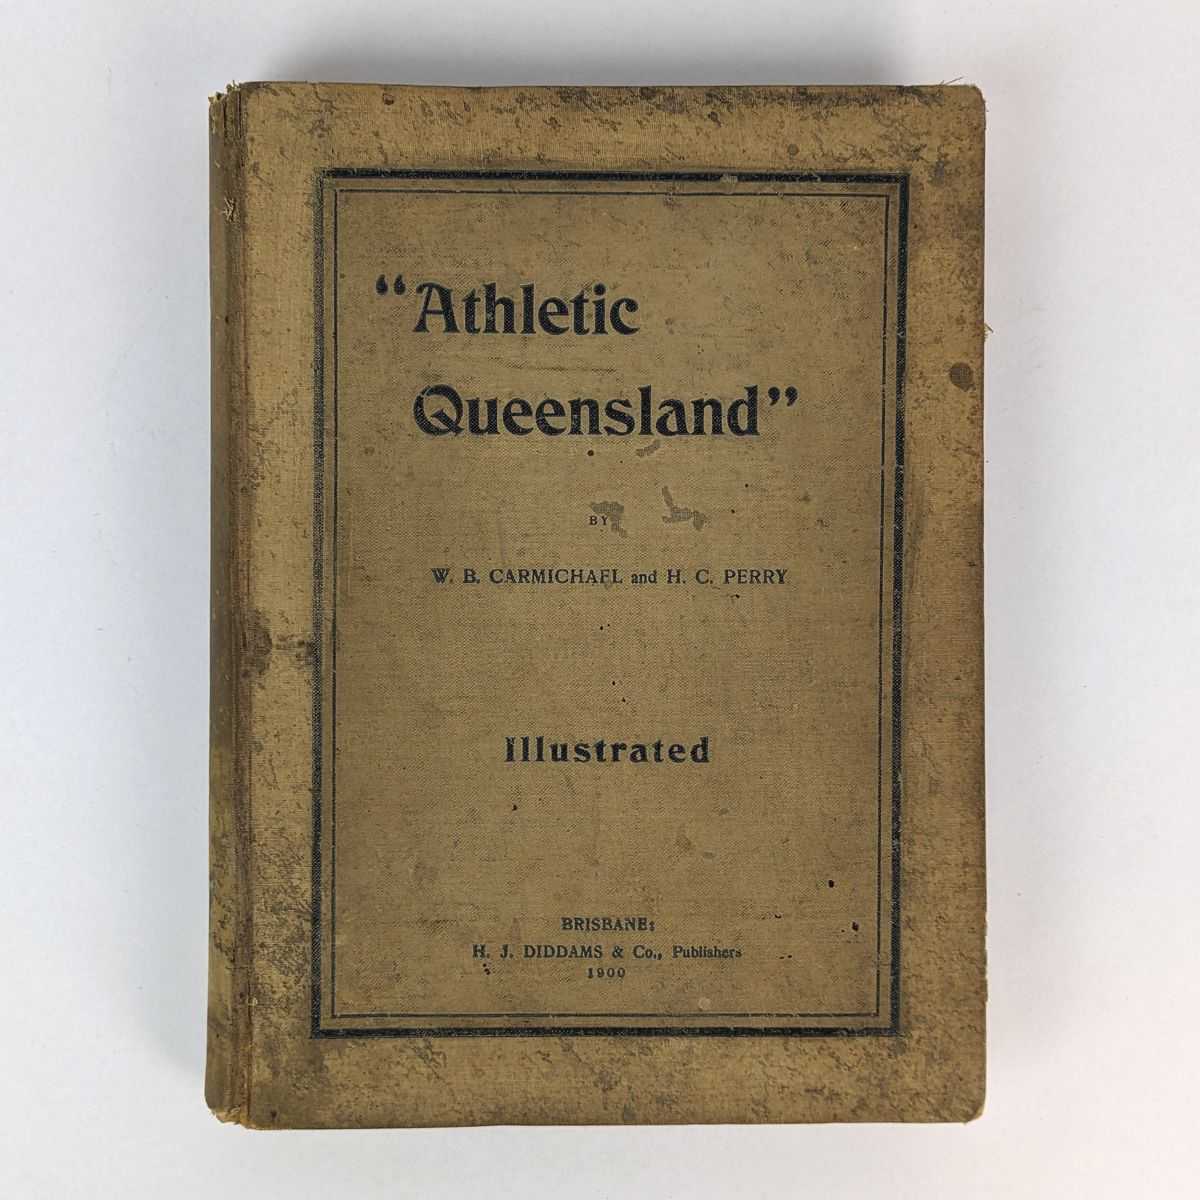 “Athletic
Queensland”
BY
W. B. CARMICHAEL and H. C. PERRY
Illustrated
BRISBANE:
H. J. DIDDAMS & Co., Publishers
1900